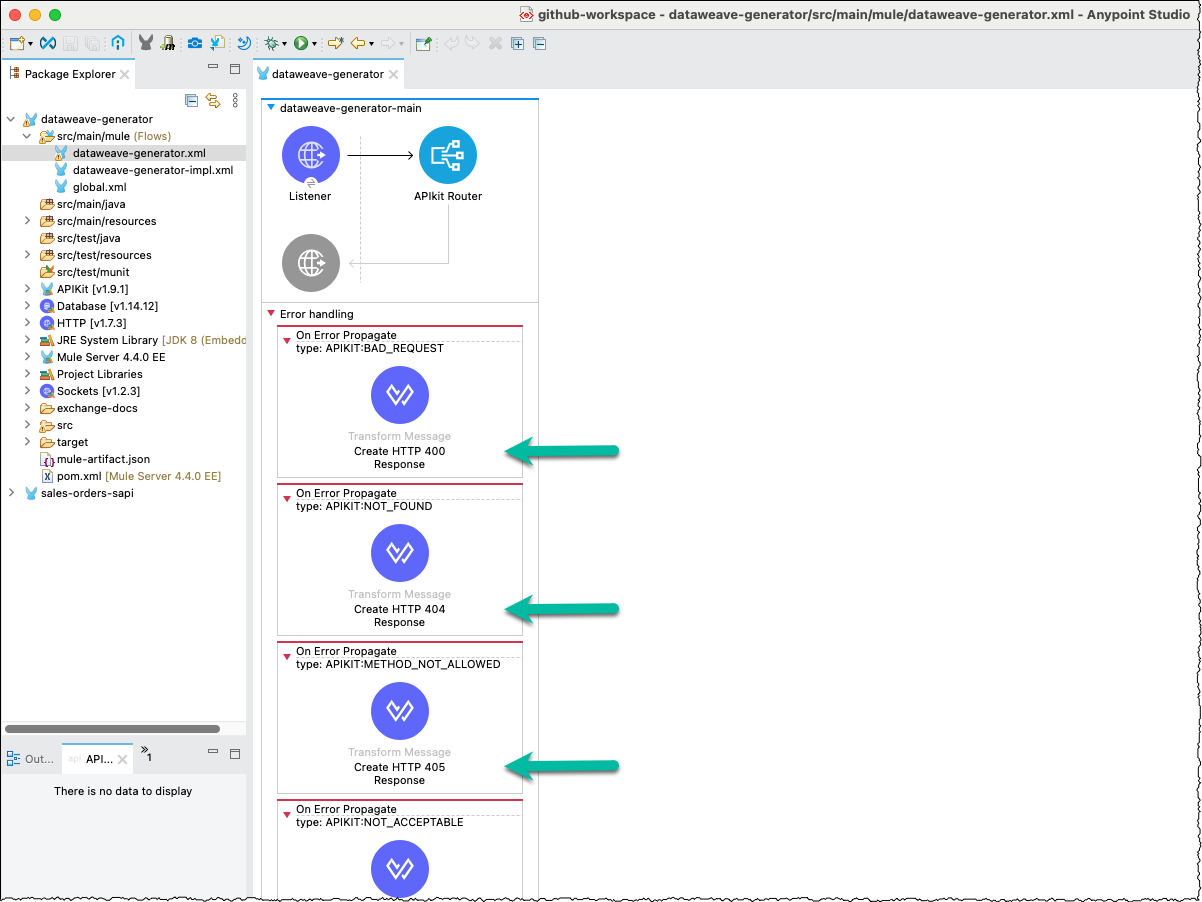 github-workspace - dataweave-generator/src/main/mule/dataweave-generator.xml - Anypoint Studio
Package Explorer
dataweave-generator
src/main/mule (Flows)
dataweave-generator.xml
dataweave-generator-impl.xml
global.xml
src/main/java
src/main/resources
src/test/java
src/test/resources
src/test/munit
APIKit [v1.9.1]
Database [v1.14.12]
HTTP [v1.7.3]
JRE System Library [JDK 8 (Embedd
Mule Server 4.4.0 EE
Project Libraries
Sockets [v1.2.3]
exchange-docs
src
target
mule-artifact.json
pom.xml [Mule Server 4.4.0 EE]
sales-orders-sapi
Out...
api API...
»1
There is no data to display
dataweave-generator
dataweave-generator-main
Listener
APIkit Router
Error handling
On Error Propagate
type: APIKIT:BAD_REQUEST
Transform Message
Create HTTP 400
Response
On Error Propagate
type: APIKIT:NOT_FOUND
Transform Message
Create HTTP 404
Response
On Error Propagate
type: APIKIT:METHOD_NOT_ALLOWED
Transform Message
Create HTTP 405
Response
On Error Propagate
type: APIKIT:NOT_ACCEPTABLE